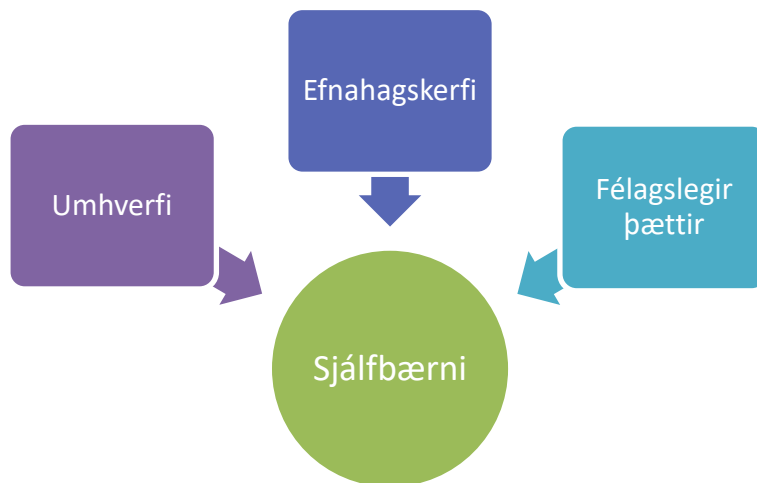 Efnahagskerfi
Umhverfi
Félagslegir
þættir
Sjálfbærni